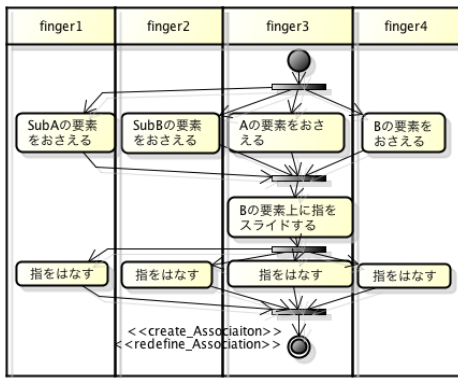 finger1
finger2
finger3
finger4
SubAの要素
をおさえる
SubBの要素
をおさえる
Aの要素をおさ
える
Bの要素を
おさえる
Bの要素上に指を
スライドする
指をはなす
指をはなす
指をはなす
指をはなす
<<create_Associaiton>>
<<redefine_Association>>